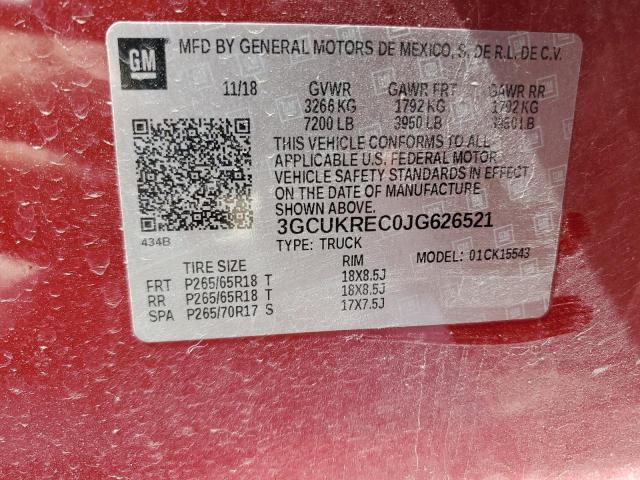 GM
MFD BY GENERAL MOTORS DE MEXICO, S. DE R.L. DE C.V.
11/18 GVWR GAWR FRT GAWR RR
3266 KG 1792 KG 1792 KG
7200 LB 3950 LB LB
THIS VEHICLE CONFORMS TO ALL
APPLICABLE U.S. FEDERAL MOTOR
VEHICLE SAFETY STANDARDS IN EFFECT
ON THE DATE OF MANUFACTURE
SHOWN ABOVE.
434B
3GCUKREC0JG626521
TYPE: TRUCK MODEL: 01CK15543
TIRE SIZE RIM
FRT P265/65R18 T 18X8.5J
RR P265/65R18 T 18X8.5J
SPA P265/70R17 S 17X7.5J